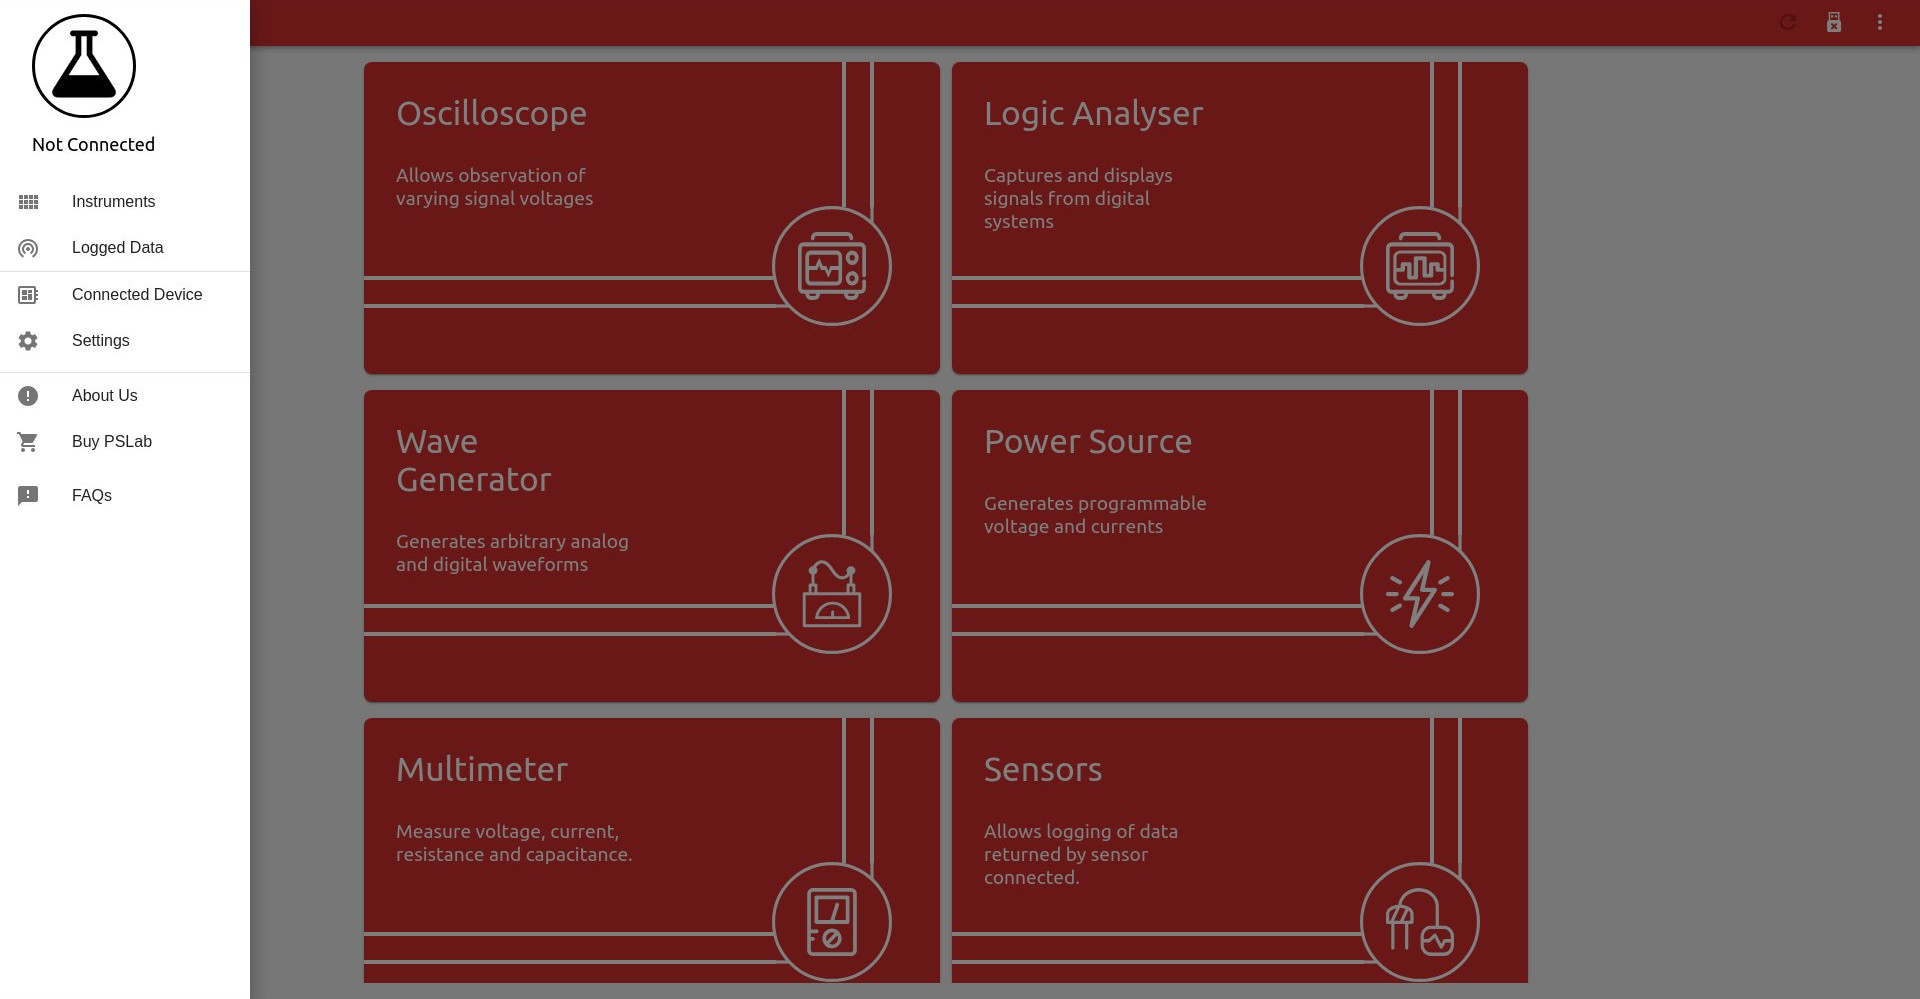 Not Connected
Instruments
Logged Data
Connected Device
Settings
About Us
Buy PSLab
FAQs
Oscilloscope
Allows observation of
varying signal voltages
Logic Analyser
Captures and displays
signals from digital
systems
Wave
Generator
Generates arbitrary analog
and digital waveforms
Power Source
Generates programmable
voltage and currents
Multimeter
Measure voltage, current,
resistance and capacitance.
Sensors
Allows logging of data
returned by sensor
connected.